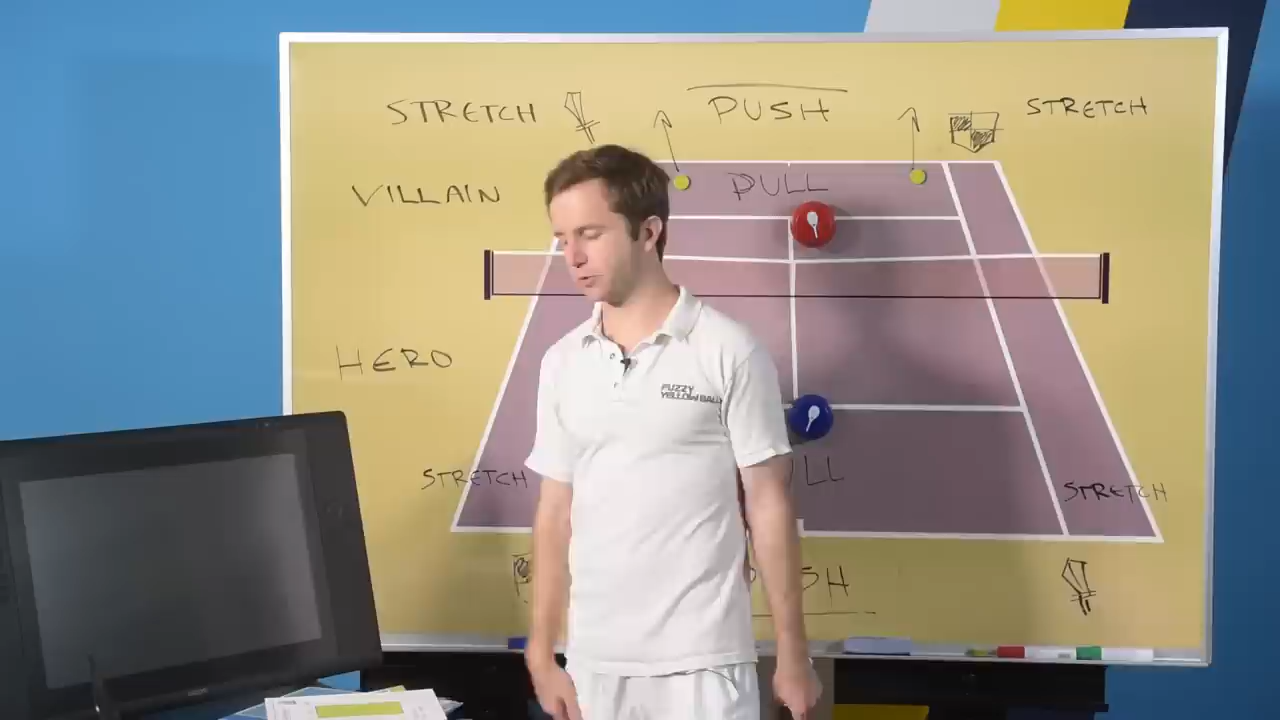 STRETCH PUSH STRETCH
VILLAIN PULL
HERO
FUZZY
YELLOW BALLS
STRETCH STRETCH